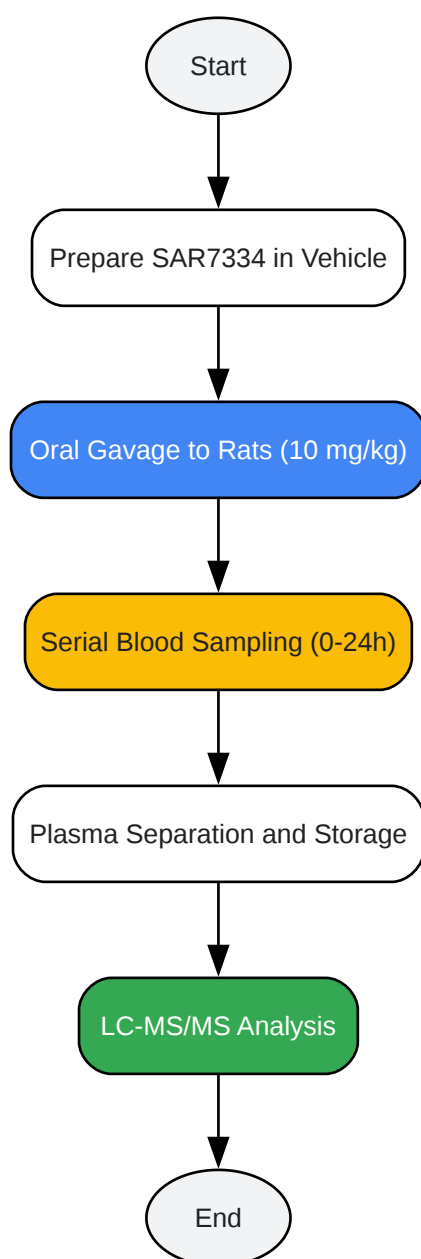 Start
Prepare SAR7334 in Vehicle
Oral Gavage to Rats (10 mg/kg)
Serial Blood Sampling (0-24h)
Plasma Separation and Storage
LC-MS/MS Analysis
End